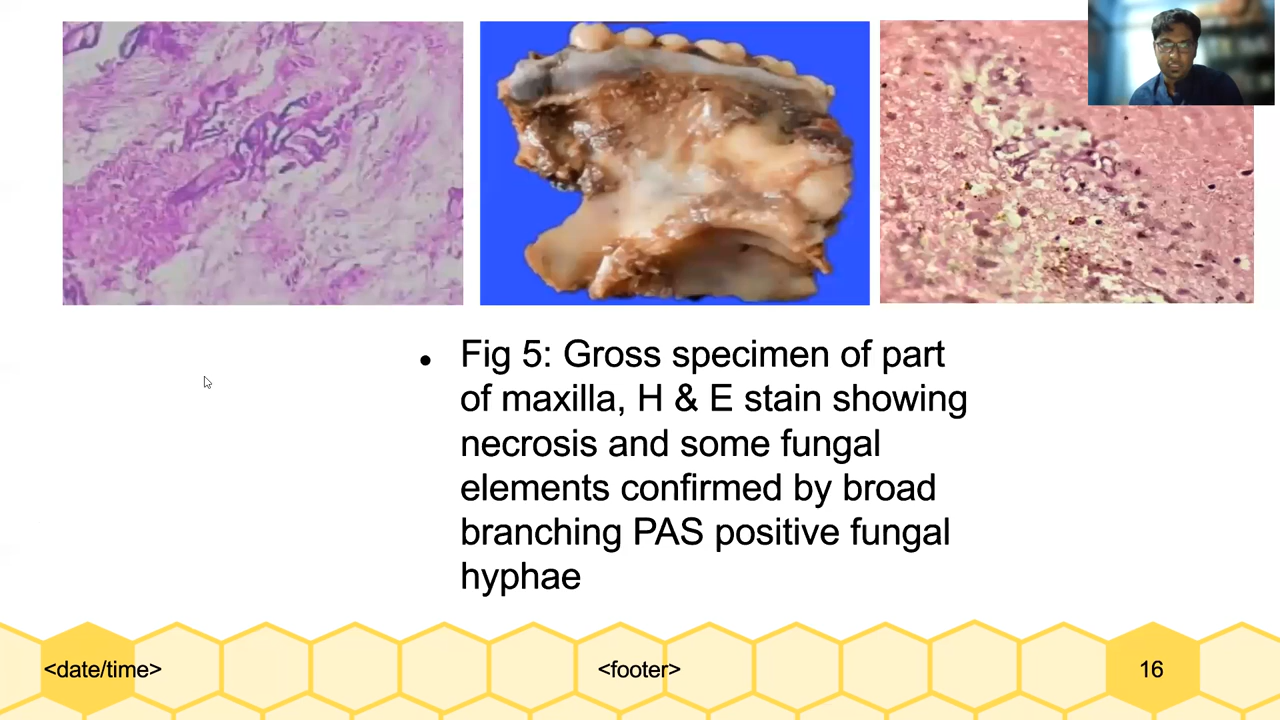 Fig 5: Gross specimen of part
of maxilla, H & E stain showing
necrosis and some fungal
elements confirmed by broad
branching PAS positive fungal
hyphae
<date/time>
<footer>
16